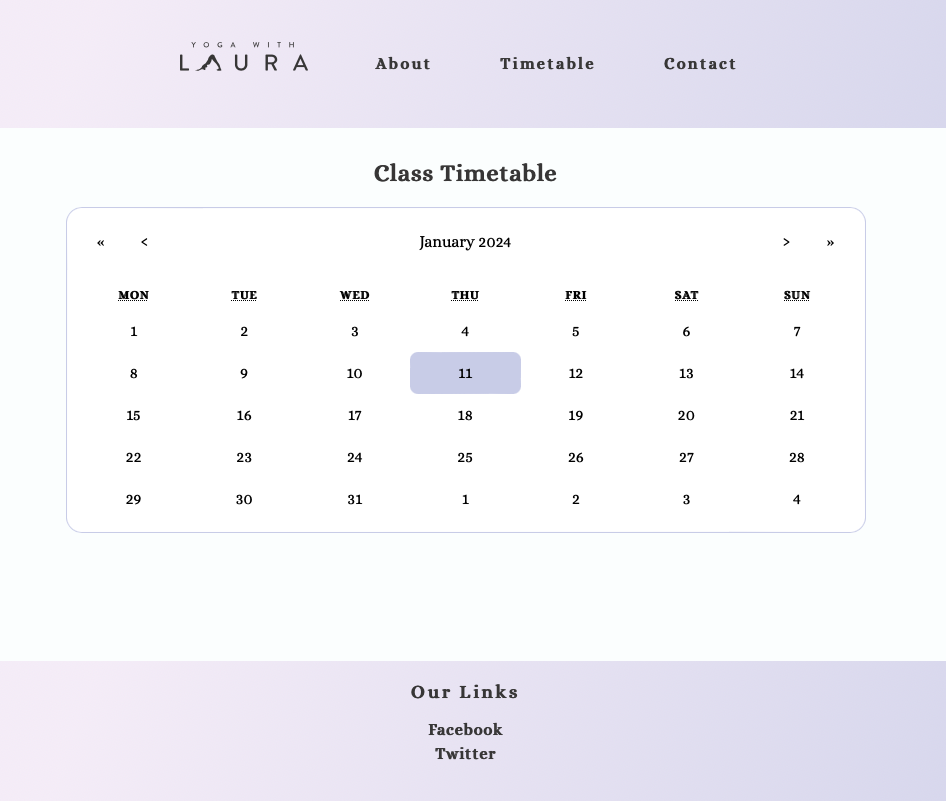 YOGA WITH
LAURA
About Timetable Contact
Class Timetable
« < January 2024 > »
MON TUE WED THU FRI SAT SUN
1 2 3 4 5 6 7
8 9 10 11 12 13 14
15 16 17 18 19 20 21
22 23 24 25 26 27 28
29 30 31 1 2 3 4
Our Links
Facebook
Twitter